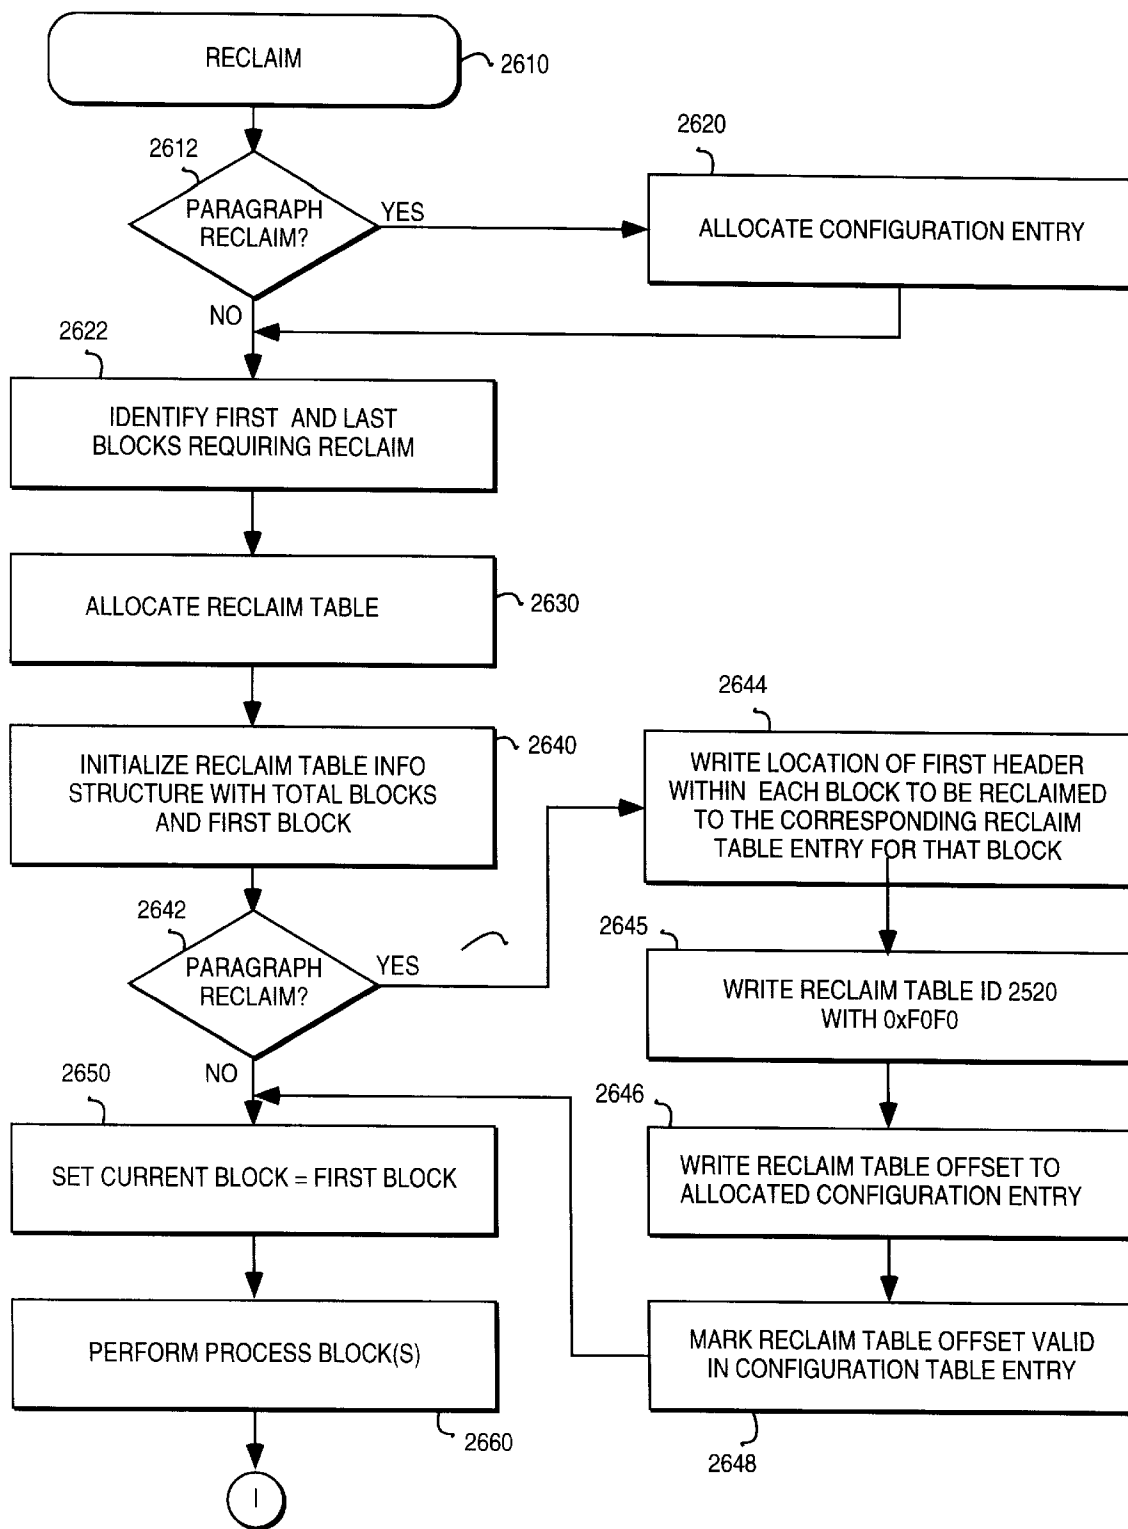 RECLAIM
2610
2612
PARAGRAPH
RECLAIM?
YES
NO
2620
ALLOCATE CONFIGURATION ENTRY
2622
IDENTIFY FIRST AND LAST
BLOCKS REQUIRING RECLAIM
ALLOCATE RECLAIM TABLE
2630
INITIALIZE RECLAIM TABLE INFO
STRUCTURE WITH TOTAL BLOCKS
AND FIRST BLOCK
2640
2642
PARAGRAPH
RECLAIM?
YES
NO
2644
WRITE LOCATION OF FIRST HEADER
WITHIN EACH BLOCK TO BE RECLAIMED
TO THE CORRESPONDING RECLAIM
TABLE ENTRY FOR THAT BLOCK
2645
WRITE RECLAIM TABLE ID 2520
WITH 0xF0F0
2646
WRITE RECLAIM TABLE OFFSET TO
ALLOCATED CONFIGURATION ENTRY
MARK RECLAIM TABLE OFFSET VALID
IN CONFIGURATION TABLE ENTRY
2648
2650
SET CURRENT BLOCK = FIRST BLOCK
PERFORM PROCESS BLOCK(S)
2660
I